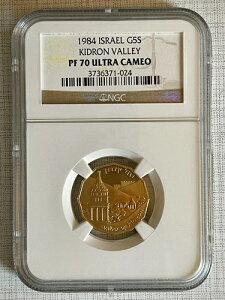 1984 ISRAEL G5S
KIDRON VALLEY
PF 70 ULTRA CAMEO
3736371-024
NGC